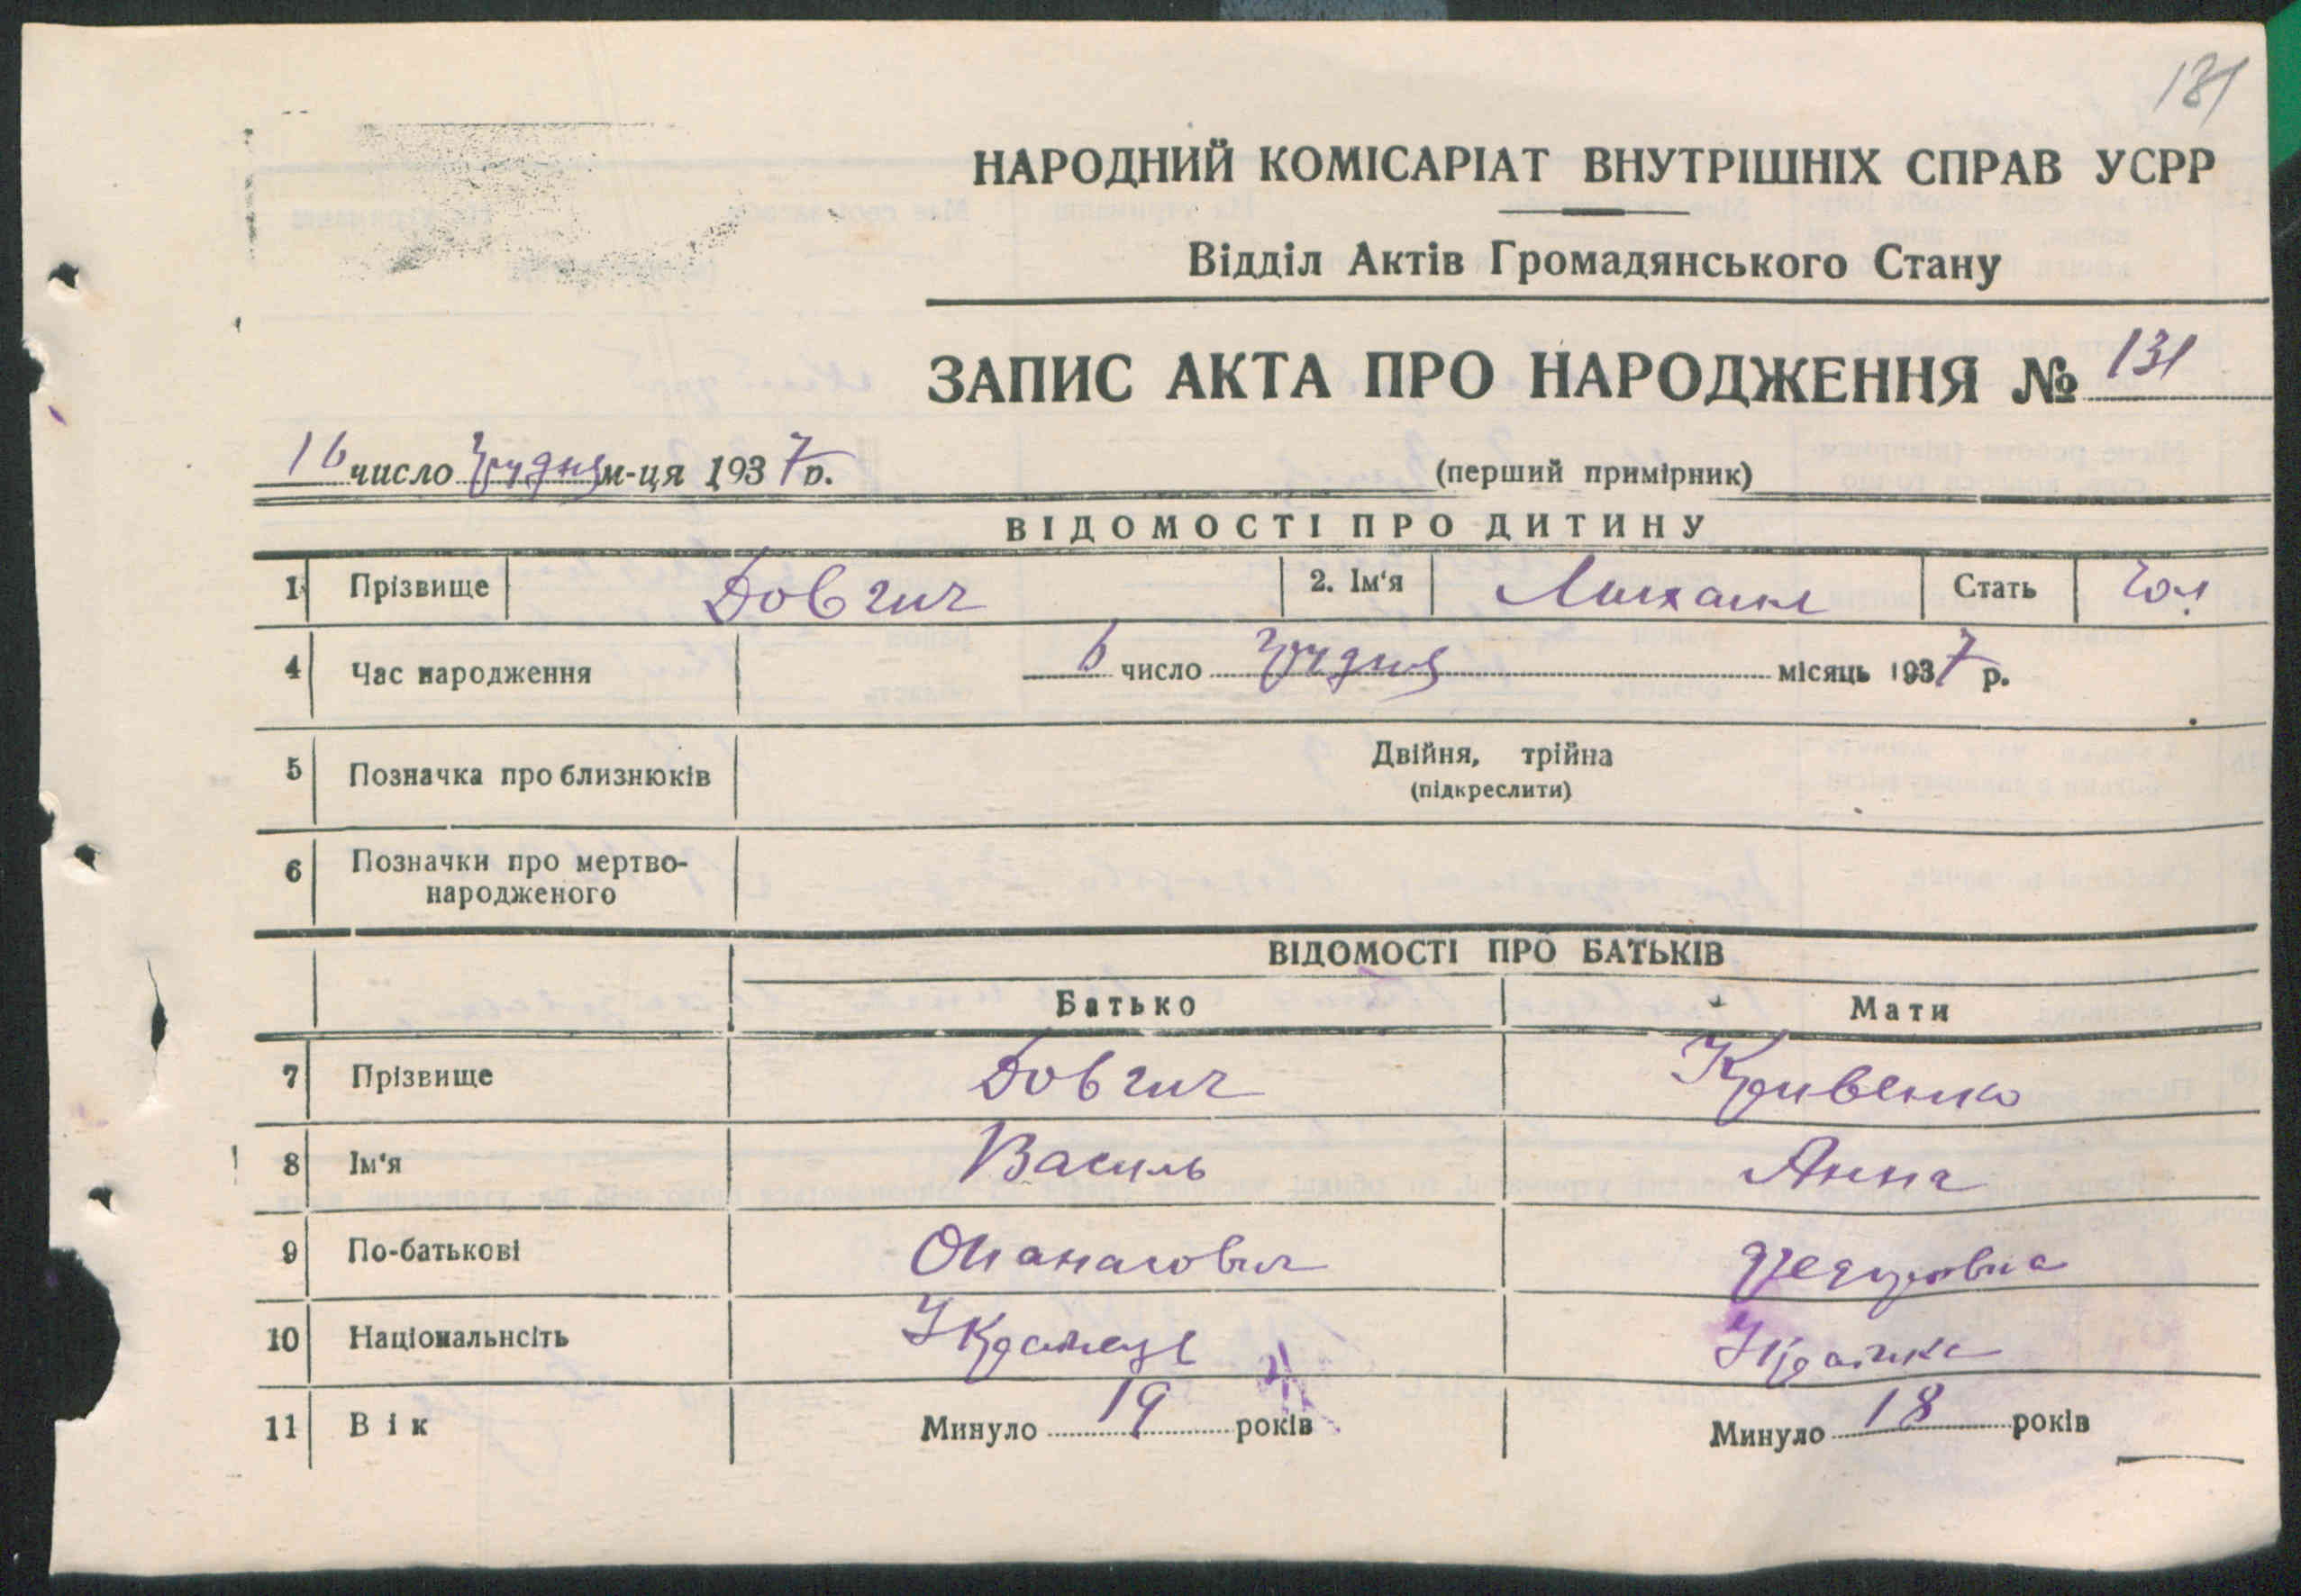 131
НАРОДНИЙ КОМІСАРІАТ ВНУТРІШНІХ СПРАВ УСРР
Відділ Актів Громадянського Стану
ЗАПИС АКТА ПРО НАРОДЖЕННЯ № 131
16 число грудня м-ця 1937 р.
(перший примірник)
ВІДОМОСТІ ПРО ДИТИНУ
1 Прізвище Довгич 2. Ім'я Михаил Стать чол
4 Час народження 6 число грудня місяць 1937 р.
5 Позначка про близнюків Двійня, трійна
(підкреслити)
6 Позначки про мертво-
народженого
ВІДОМОСТІ ПРО БАТЬКІВ
Батько Мати
7 Прізвище Довгич Кривенко
8 Ім'я Василь Анна
9 По-батькові Опанасович
10 Націоиальнсіть Українець Українка
11 Вік Минуло 19 років Минуло 18 років